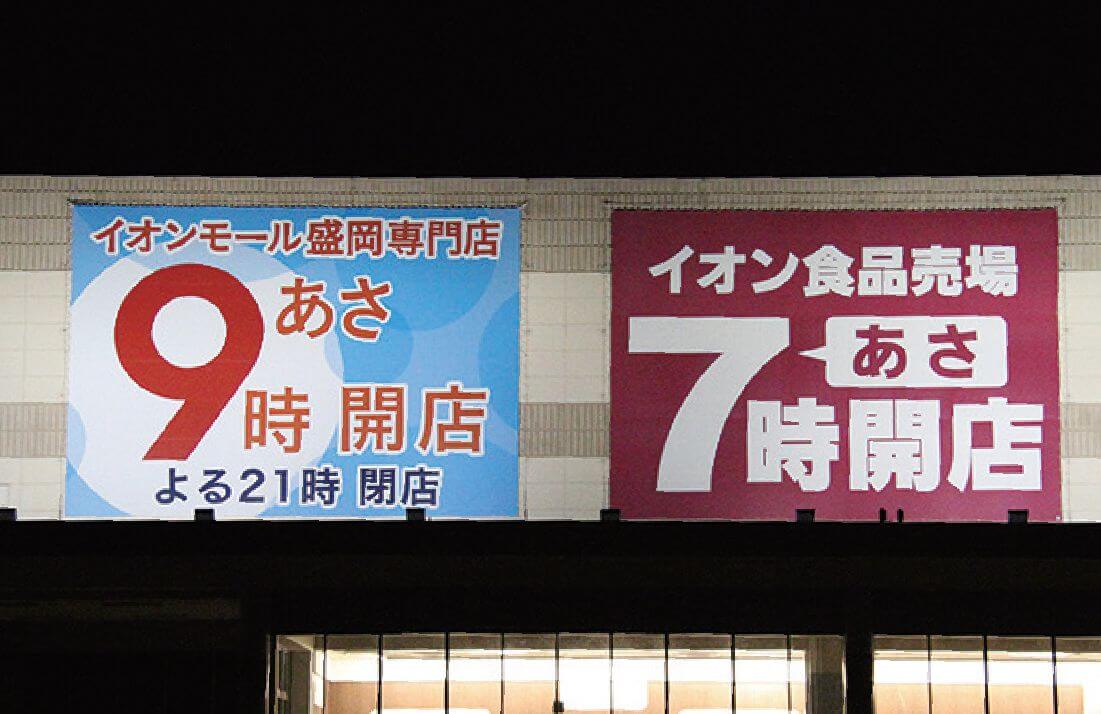 イオンモール盛岡専門店
あさ
9時 開店
よる21時 閉店
イオン食品売場
あさ
7時開店